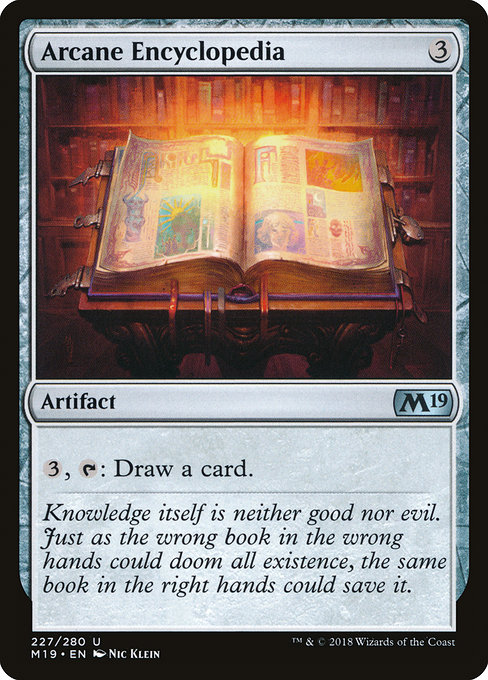 Arcane Encyclopedia 3
Artifact M19
3, : Draw a card.
Knowledge itself is neither good nor evil.
Just as the wrong book in the wrong
hands could doom all existence, the same
book in the right hands could save it.
227/280 U ™ & © 2018 Wizards of the Coast
M19 • EN Nic Klein